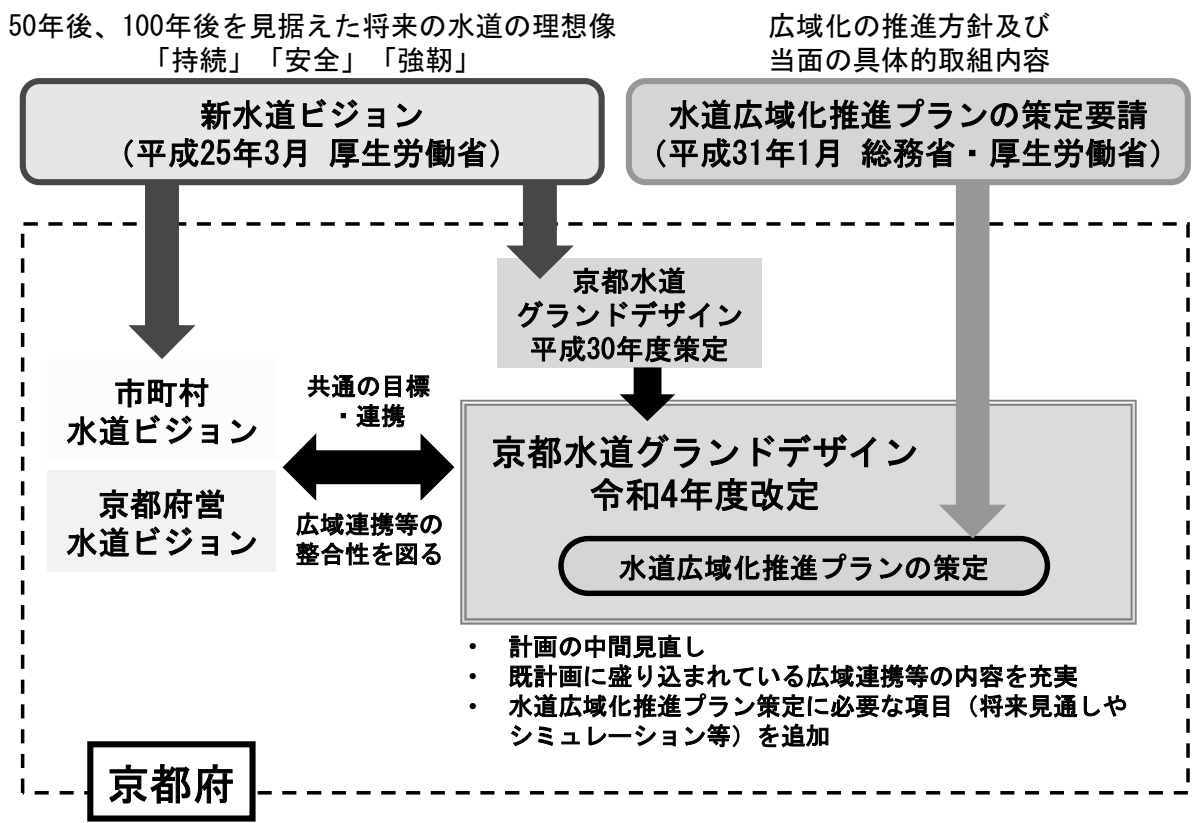 50年後、100年後を見据えた将来の水道の理想像
「持続」「安全」「強靭」
広域化の推進方針及び
当面の具体的取組内容
新水道ビジョン
（平成25年3月 厚生労働省）
水道広域化推進プランの策定要請
（平成31年1月 総務省・厚生労働省）
京都水道
グランドデザイン
平成30年度策定
市町村
水道ビジョン
京都府営
水道ビジョン
共通の目標
・連携
広域連携等の
整合性を図る
京都水道グランドデザイン
令和4年度改定
水道広域化推進プランの策定
・ 計画の中間見直し
・ 既計画に盛り込まれている広域連携等の内容を充実
・ 水道広域化推進プラン策定に必要な項目（将来見通しや
シミュレーション等）を追加
京都府